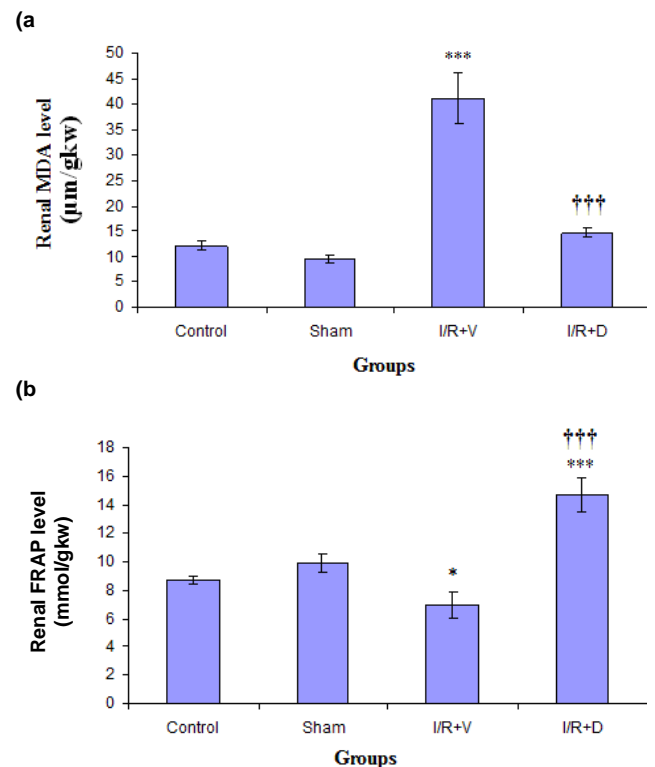 (a
Renal MDA level
(µm/gkw)
50
45
40
35
30
25
20
15
10
5
0
***
†††
Control Sham I/R+V I/R+D
Groups
(b
Renal FRAP level
(mmol/gkw)
18
16
14
12
10
8
6
4
2
0
*
†††
***
Control Sham I/R+V I/R+D
Groups